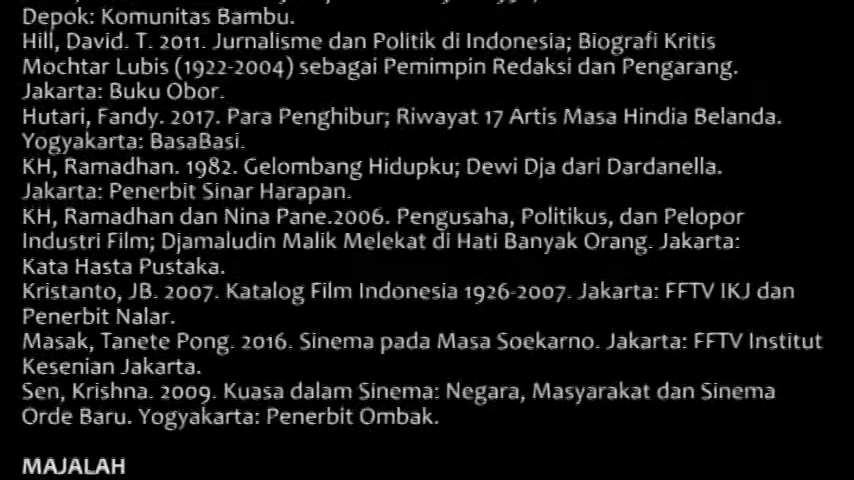 Depok: Komunitas Bambu.
Hill, David. T. 2011. Jurnalisme dan Politik di Indonesia; Biografi Kritis
Mochtar Lubis (1922-2004) sebagai Pemimpin Redaksi dan Pengarang.
Jakarta: Buku Obor.
Hutari, Fandy. 2017. Para Penghibur; Riwayat 17 Artis Masa Hindia Belanda.
Yogyakarta: BasaBasi.
KH, Ramadhan. 1982. Gelombang Hidupku; Dewi Dja dari Dardanella.
Jakarta: Penerbit Sinar Harapan.
KH, Ramadhan dan Nina Pane.2006. Pengusaha, Politikus, dan Pelopor
Industri Film; Djamaludin Malik Melekat di Hati Banyak Orang. Jakarta:
Kata Hasta Pustaka.
Kristanto, JB. 2007. Katalog Film Indonesia 1926-2007. Jakarta: FFTV IKJ dan
Penerbit Nalar.
Masak, Tanete Pong. 2016. Sinema pada Masa Soekarno. Jakarta: FFTV Institut
Kesenian Jakarta.
Sen, Krishna. 2009. Kuasa dalam Sinema: Negara, Masyarakat dan Sinema
Orde Baru. Yogyakarta: Penerbit Ombak.
MAJALAH